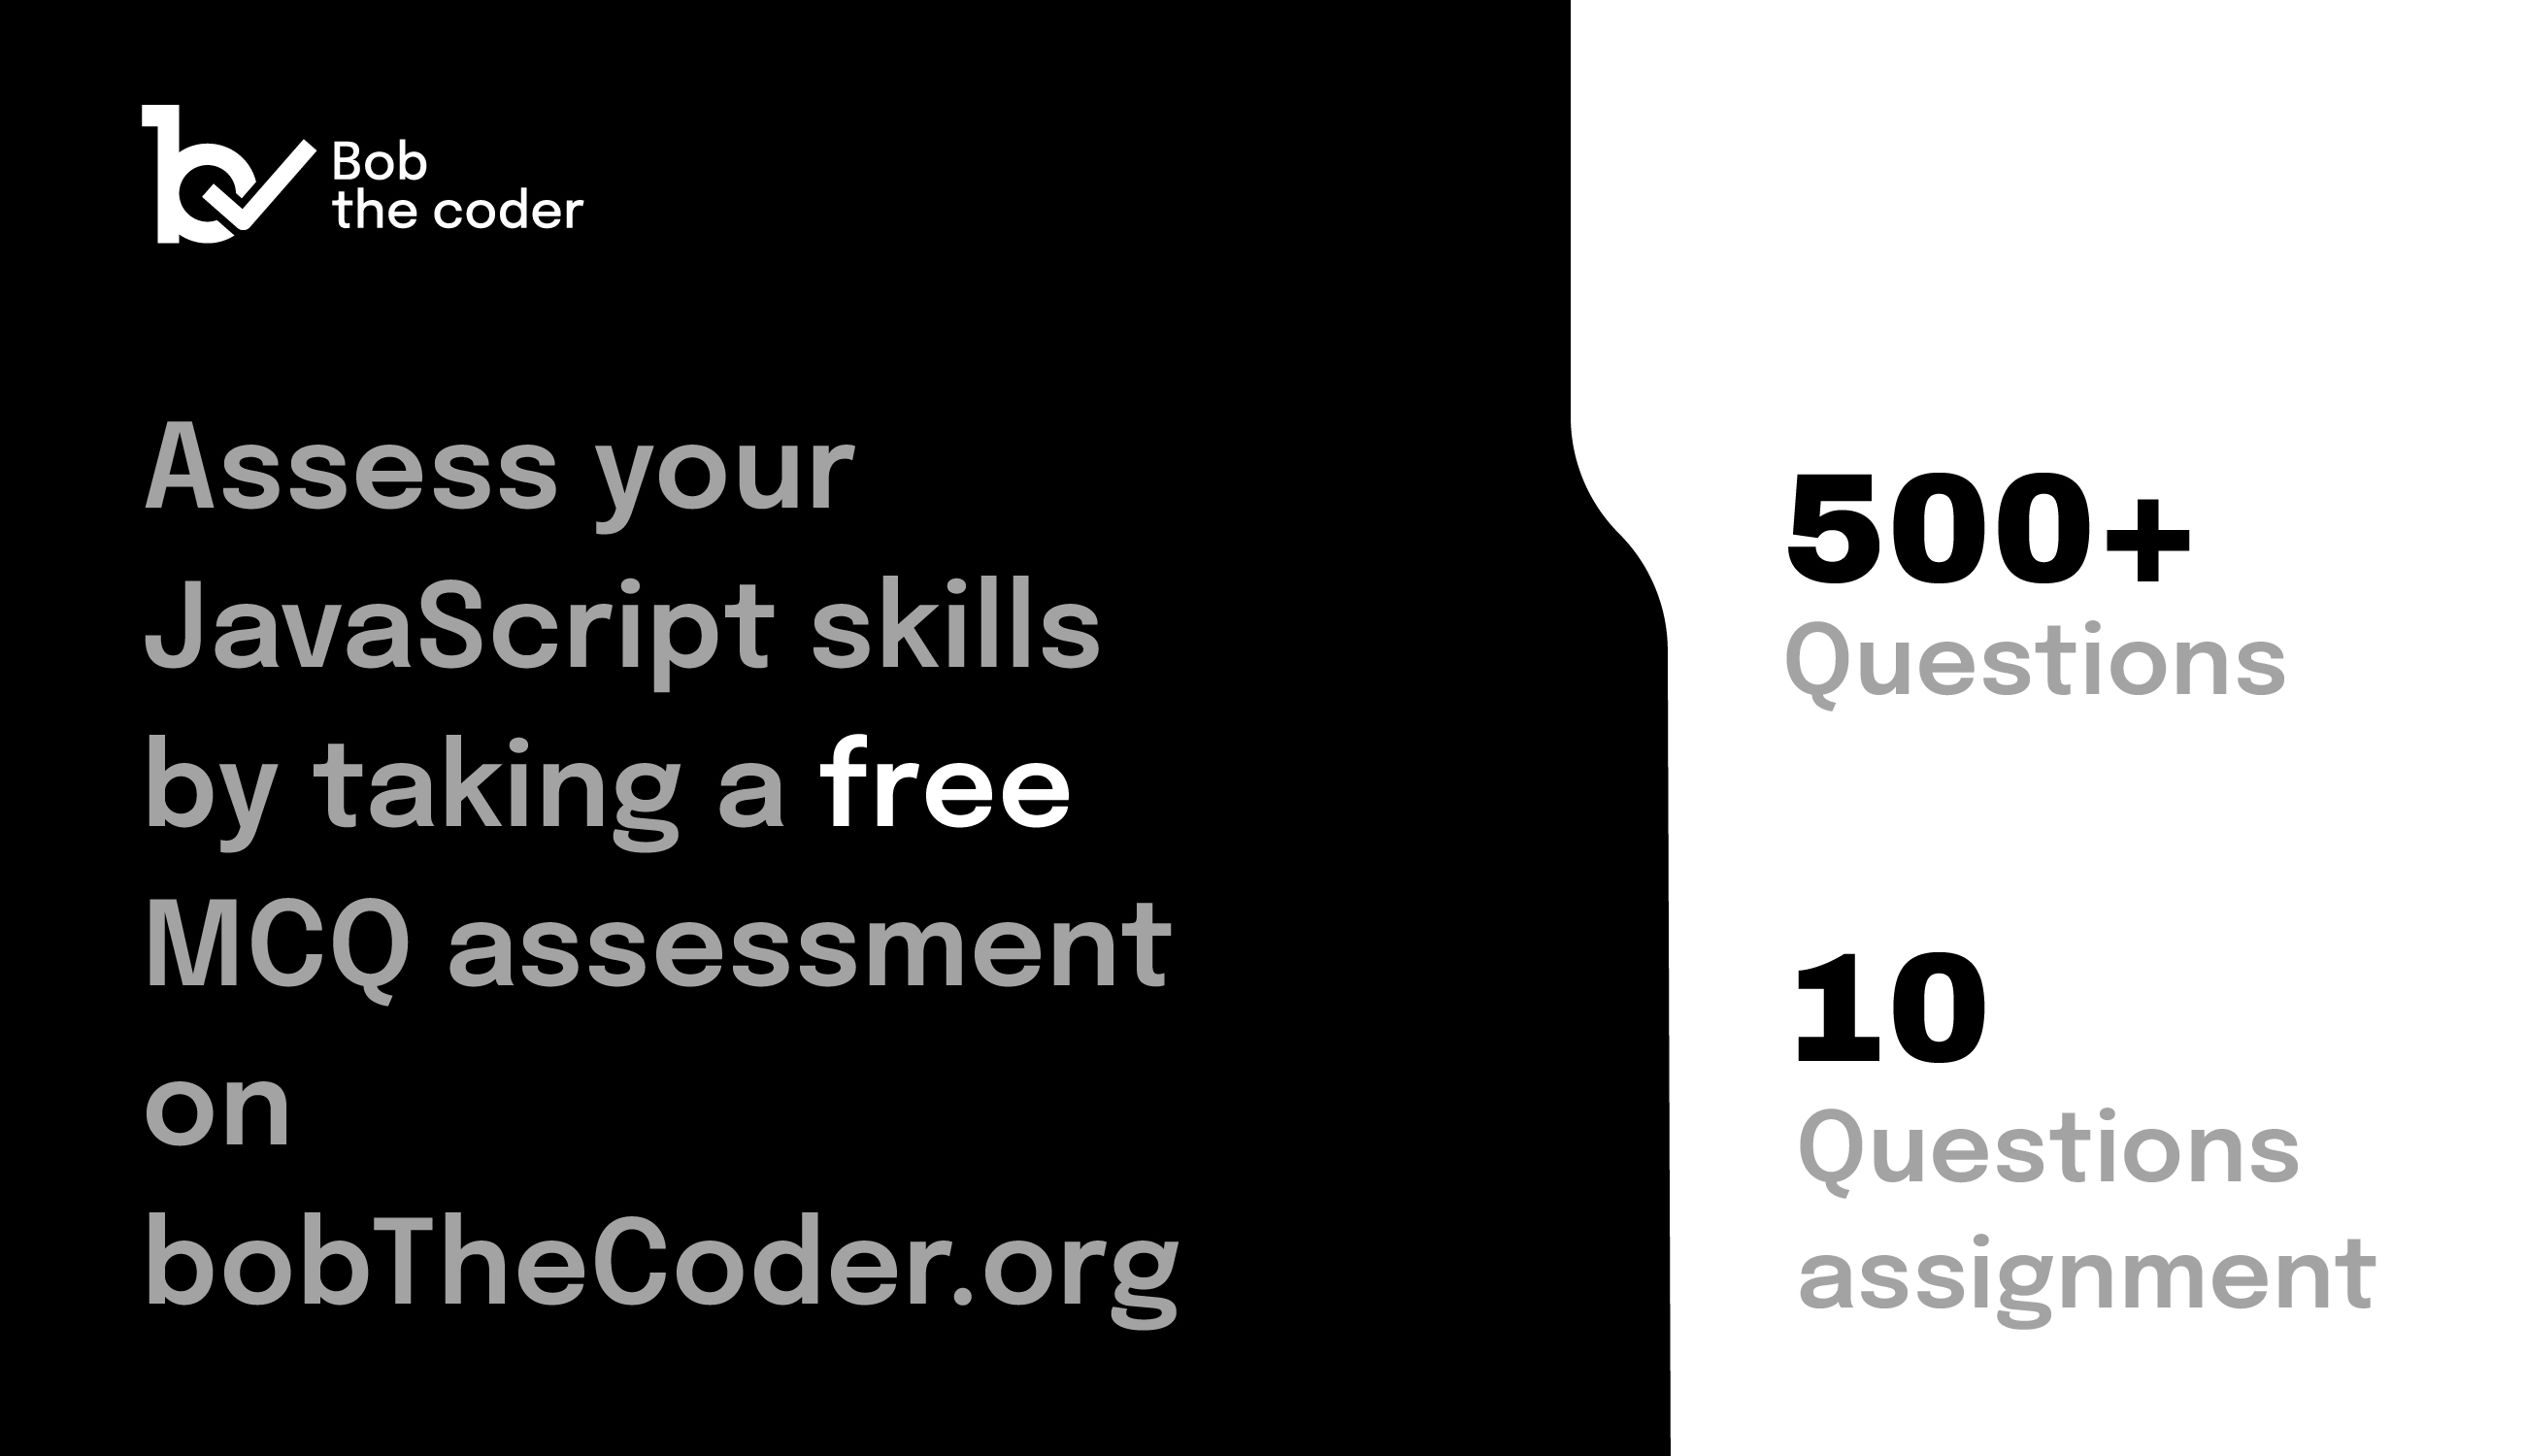 Bob
the coder
Assess your
JavaScript skills
by taking a free
MCQ assessment
on
bobTheCoder.org
500+
Questions
10
Questions
assignment